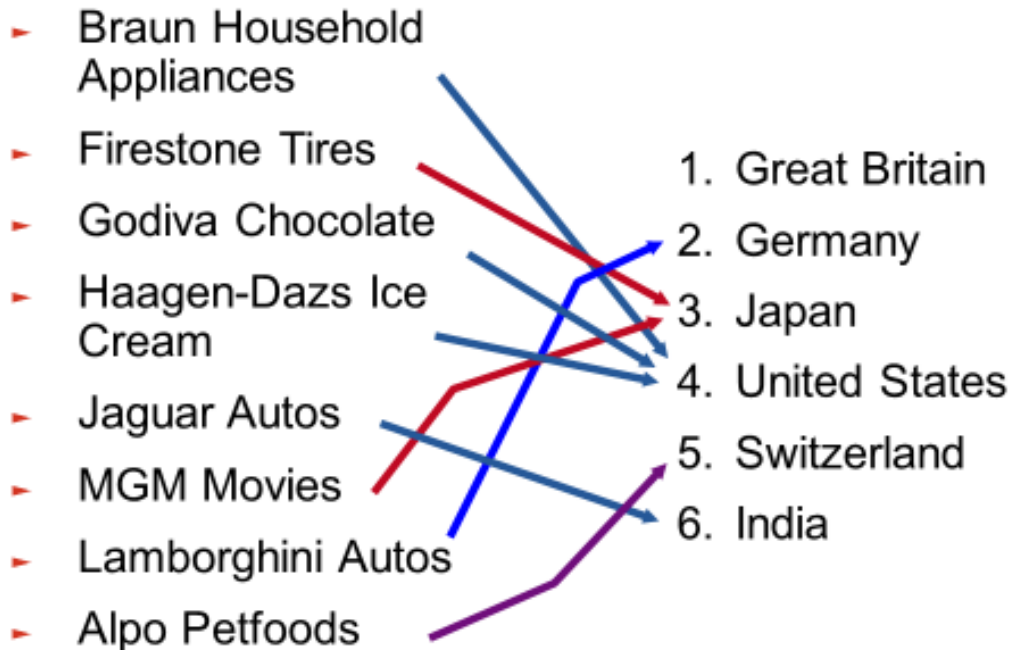 ► Braun Household
Appliances
► Firestone Tires
► Godiva Chocolate
► Haagen-Dazs Ice
Cream
► Jaguar Autos
► MGM Movies
► Lamborghini Autos
► Alpo Petfoods
1. Great Britain
2. Germany
3. Japan
4. United States
5. Switzerland
6. India